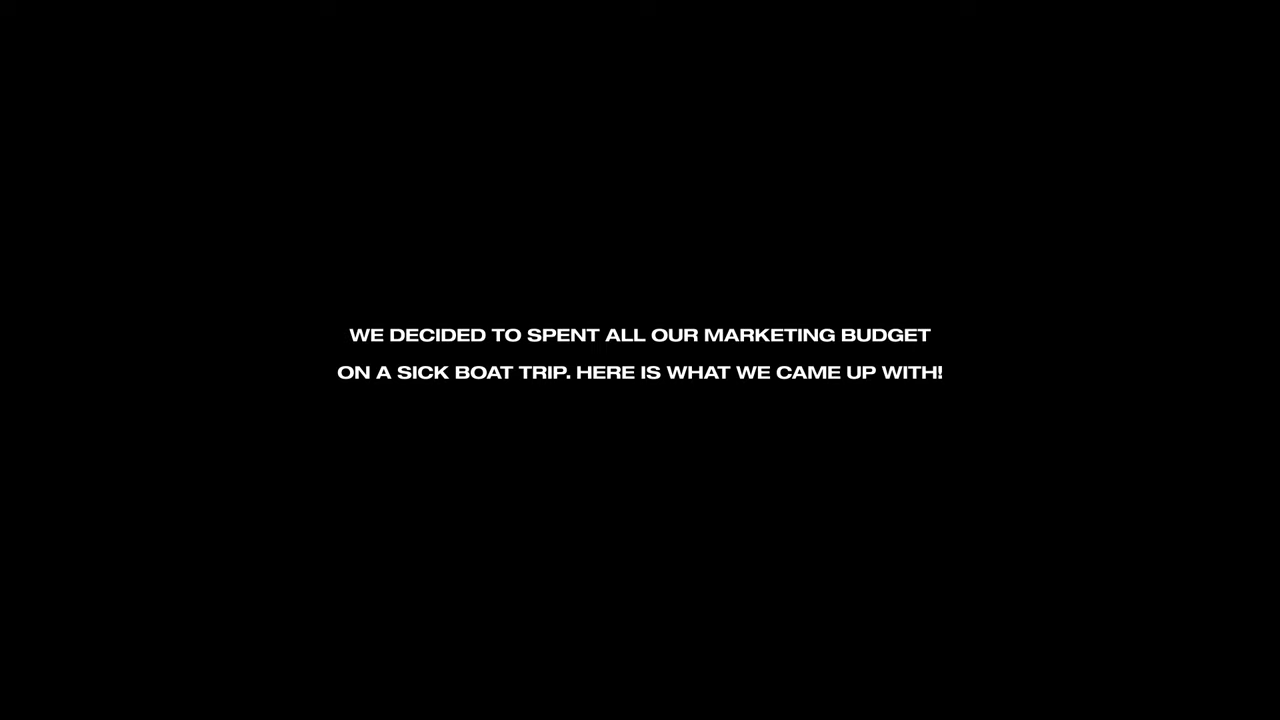 WE DECIDED TO SPENT ALL OUR MARKETING BUDGET
ON A SICK BOAT TRIP. HERE IS WHAT WE CAME UP WITH!